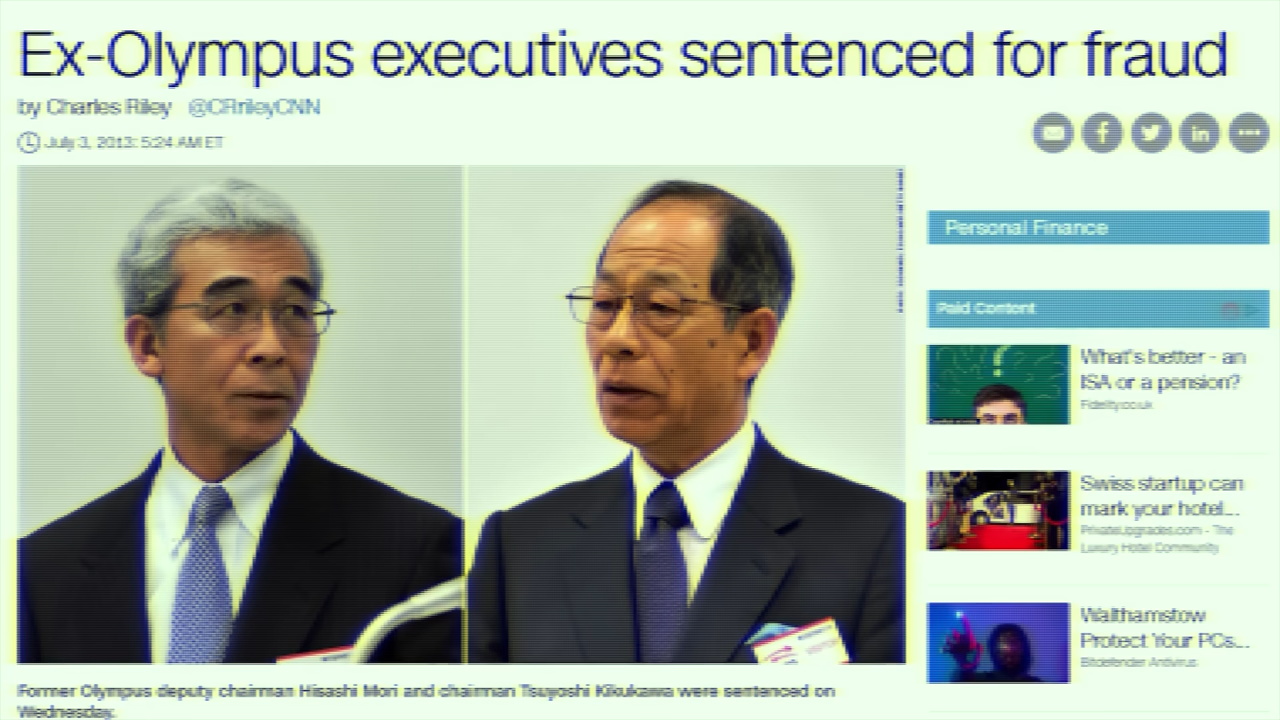 Ex-Olympus executives sentenced for fraud
by Charles Riley @CRrileyCNN
July 3, 2013: 5:24 AM ET
Personal Finance
Paid Content
What's better - an
ISA or a pension?
Fidelity.co.uk
Swiss startup can
mark your hotel...
PrivateUpgrades.com - The
Luxury Hotel Community
Walthamstow
Protect Your PCs...
Bitdefender Antivirus
Former Olympus deputy chairman Hisashi Mori and chairman Tsuyoshi Kikukawa were sentenced on
Wednesday.